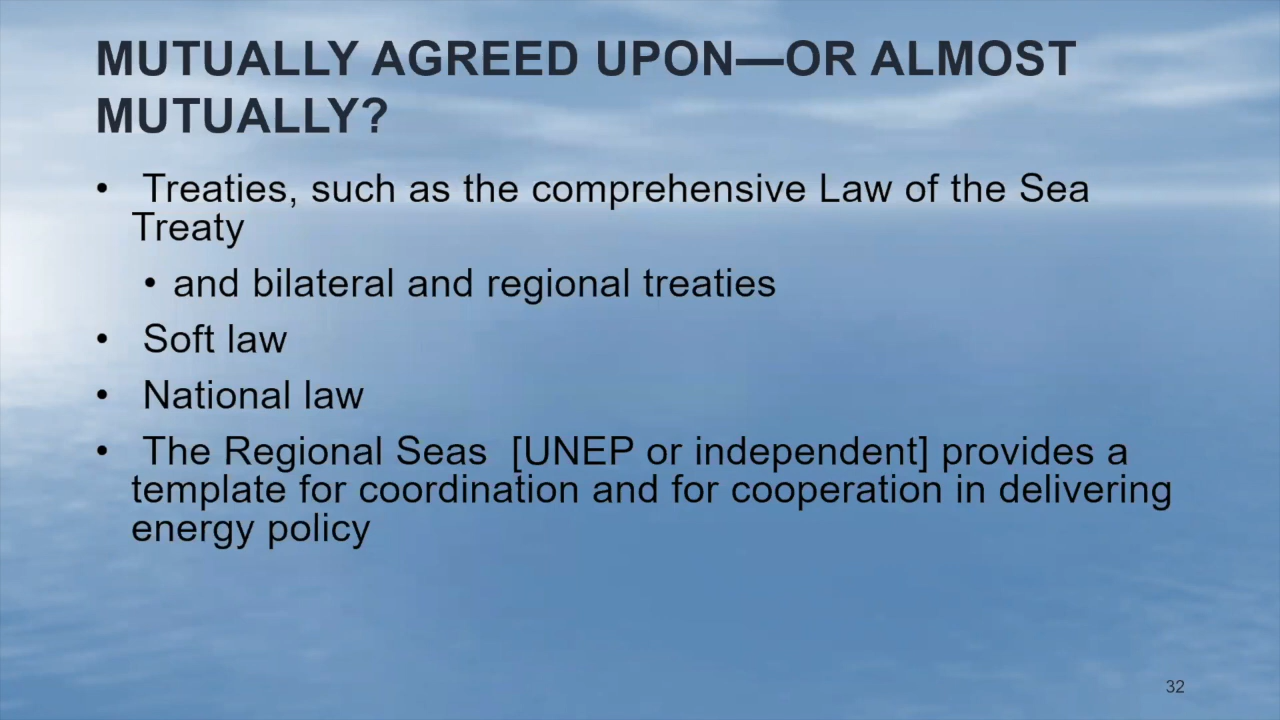 MUTUALLY AGREED UPON—OR ALMOST
MUTUALLY?
• Treaties, such as the comprehensive Law of the Sea
Treaty
• and bilateral and regional treaties
• Soft law
• National law
• The Regional Seas  [UNEP or independent] provides a
template for coordination and for cooperation in delivering
energy policy
32